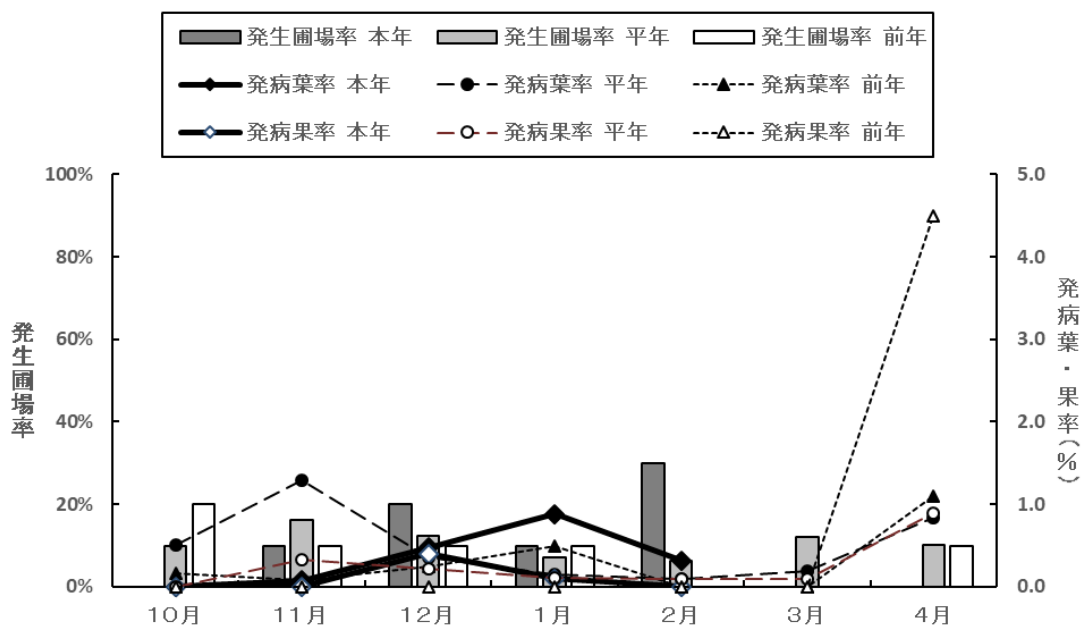 発生圃場率 本年 発生圃場率 平年 発生圃場率 前年
発病葉率 本年 発病葉率 平年 発病葉率 前年
発病果率 本年 発病果率 平年 発病果率 前年
発生圃場率
100%
80%
60%
40%
20%
0%
5.0
4.0
3.0
2.0
1.0
0.0
発病葉・果率(%)
10月 11月 12月 1月 2月 3月 4月